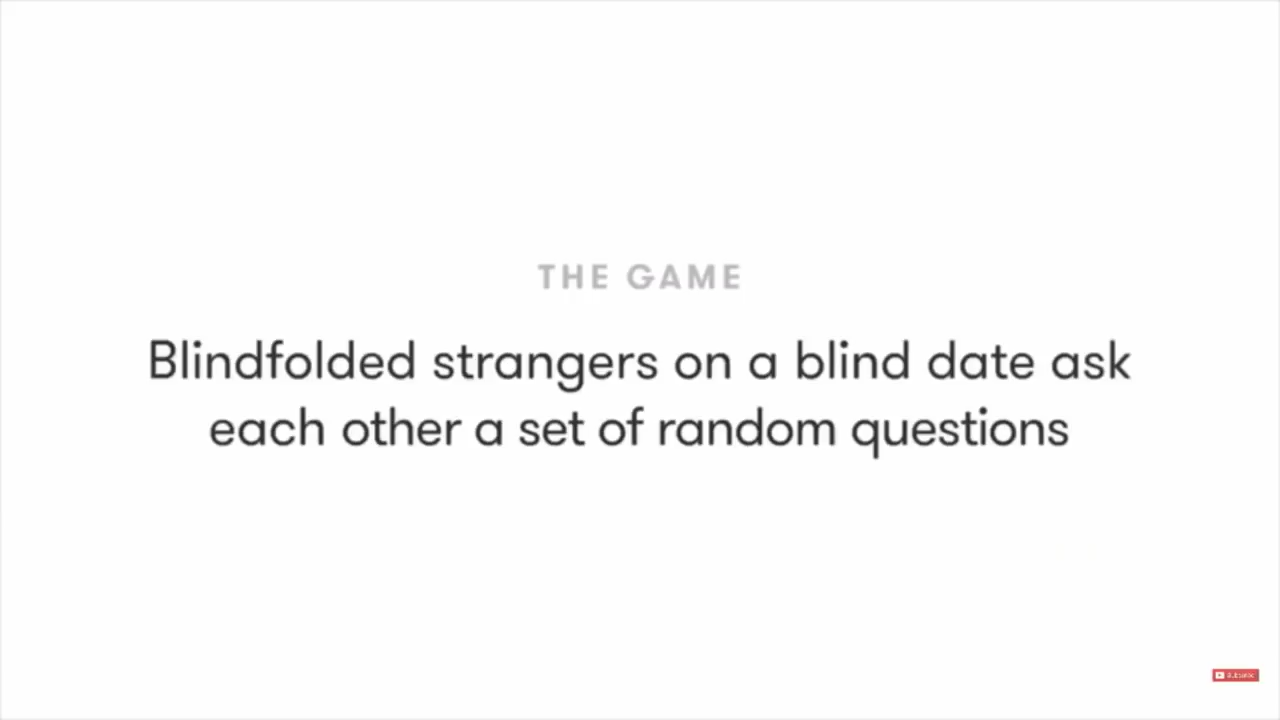 THE GAME
Blindfolded strangers on a blind date ask
each other a set of random questions